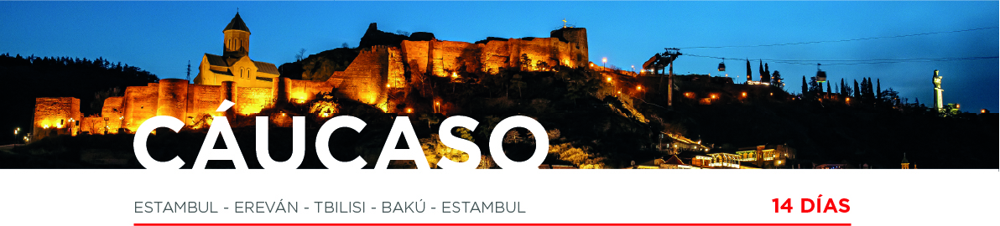 CÁUCASO
ESTAMBUL - EREVÁN - TBILISI - BAKÚ - ESTAMBUL
14 DÍAS